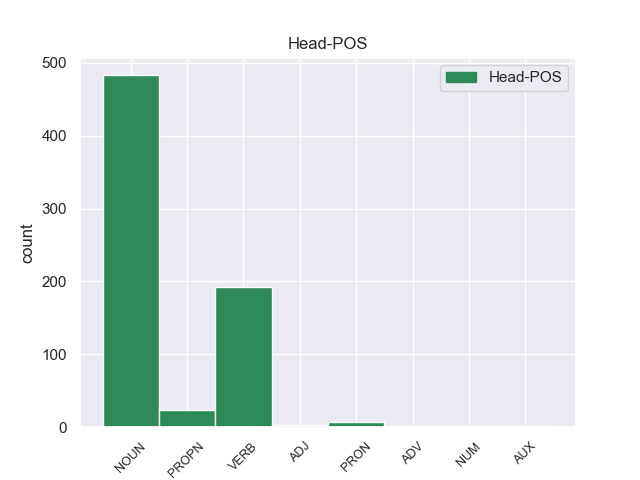 Head-POS
Head-POS
count
500
400
300
200
100
0
NOUN
PROPN
VERB
ADJ
PRON
ADV
NUM
AUX